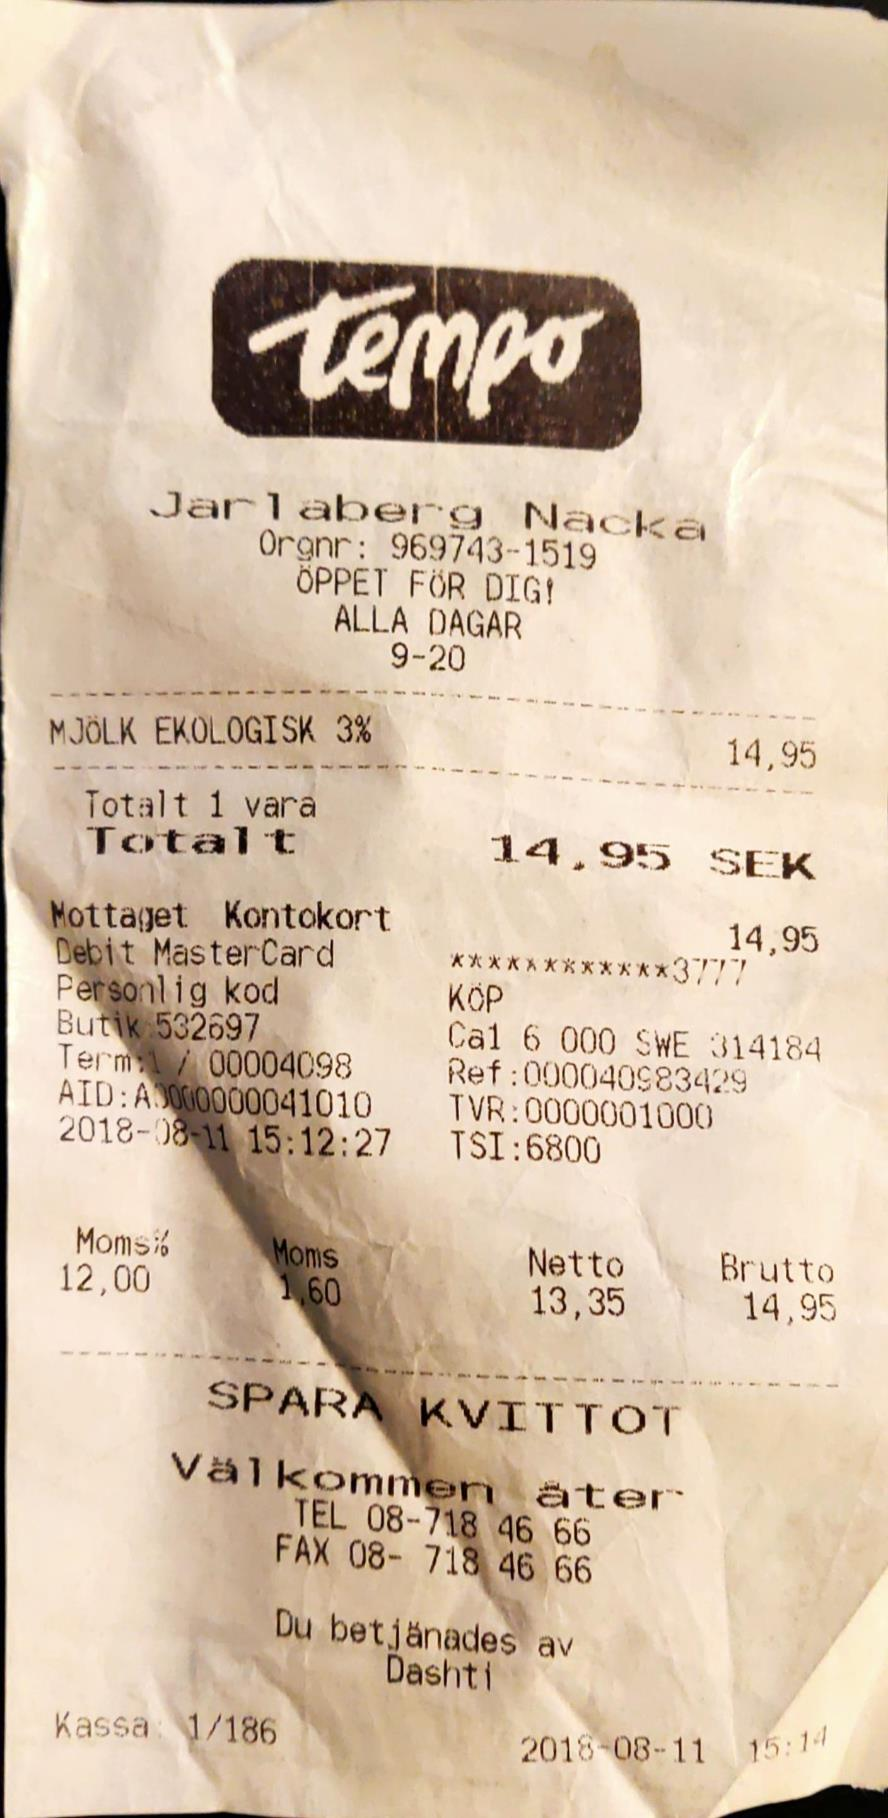 tempo
Jarlaberg Nacka
Orgnr: 969743-1519
ÖPPET FÖR DIG!
ALLA DAGAR
9-20
MJÖLK EKOLOGISK 3% 14,95
Totalt 1 vara
Totalt 14.95 SEK
Mottaget Kontokort 14,95
Debit MasterCard ************3777
Personlig kod KÖP
Butik 532697 Ca1 6 000 SWE 314184
Term:1 / 00004098 Ref:000040983429
AID:A0000000041010 TVR:0000001000
2018-08-11 15:12:27 TSI:6800
Moms% Moms Netto Brutto
12,00 1,60 13,35 14,95
SPARA KVITTOT
Välkommen åter
TEL 08-718 46 66
FAX 08- 718 46 66
Du betjänades av
Dashti
Kassa: 1/186 2018-08-11 15:14